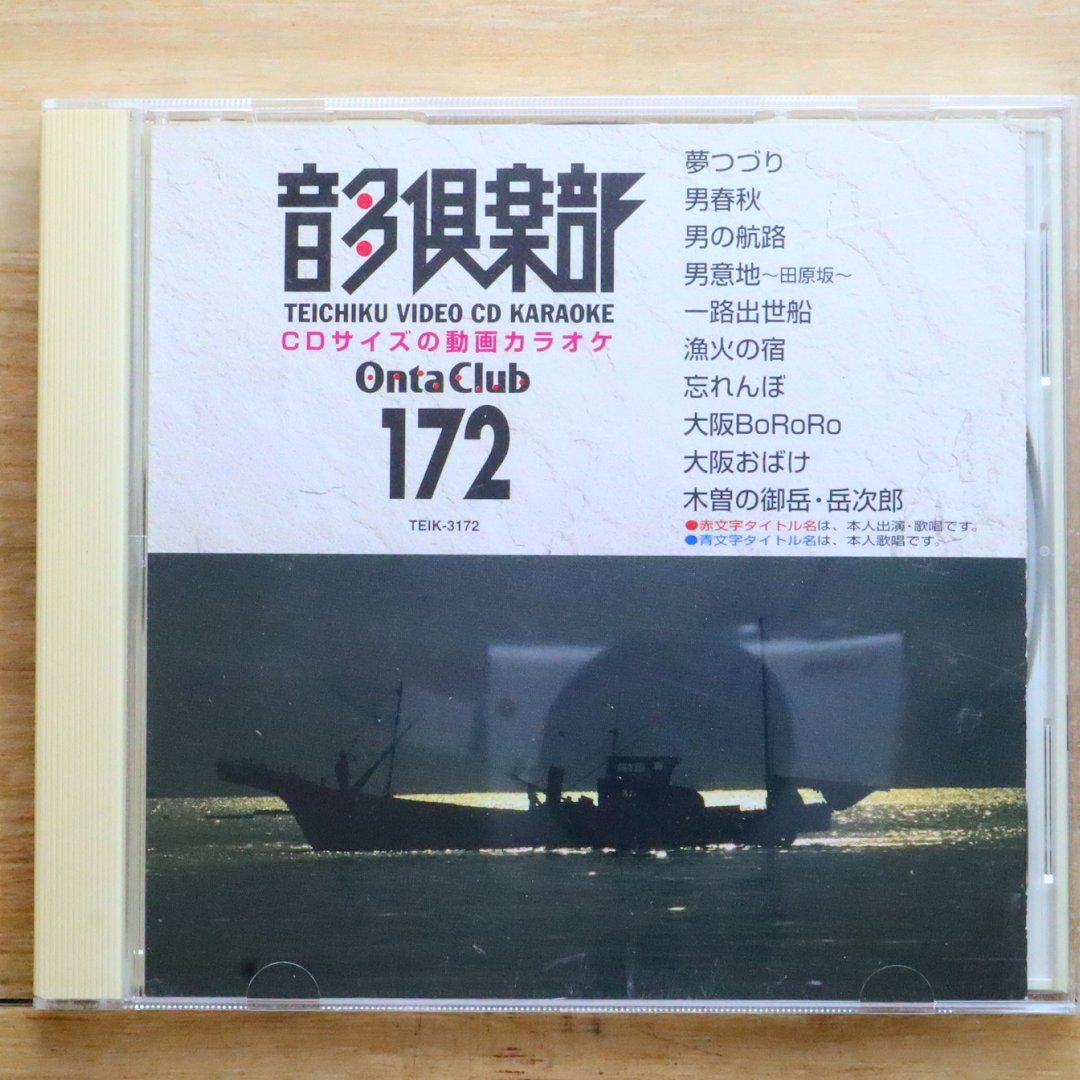 音多倶楽部
TEICHIKU VIDEO CD KARAOKE
CDサイズの動画カラオケ
OntaClub
172
TEIK-3172
夢つづり
男春秋
男の航路
男意地〜田原坂〜
一路出世船
漁火の宿
忘れんぼ
大阪BoRoRo
大阪おばけ
木曽の御岳・岳次郎
●赤文字タイトル名は、本人出演・歌唱です。
●青文字タイトル名は、本人歌唱です。